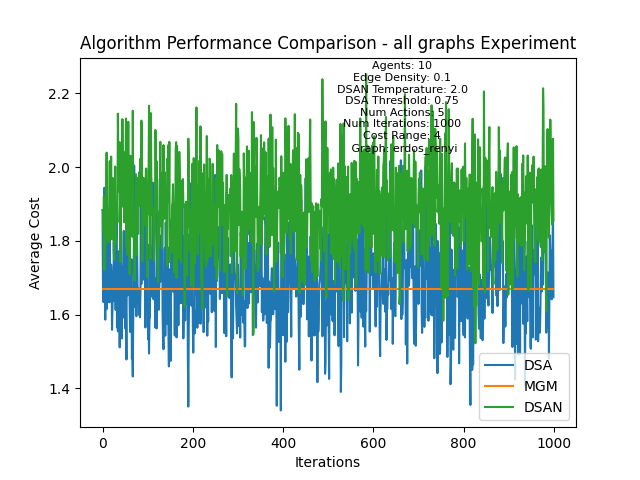 Algorithm Performance Comparison - all graphs Experiment
Agents: 10
Edge Density: 0.1
DSAN Temperature: 2.0
DSA Threshold: 0.75
Num Actions: 5
Num Iterations: 1000
Cost Range: 4
Graph: erdos_renyi
2.2
2.0
1.8
1.6
1.4
Average Cost
DSA
MGM
DSAN
0
200
400
600
800
1000
Iterations